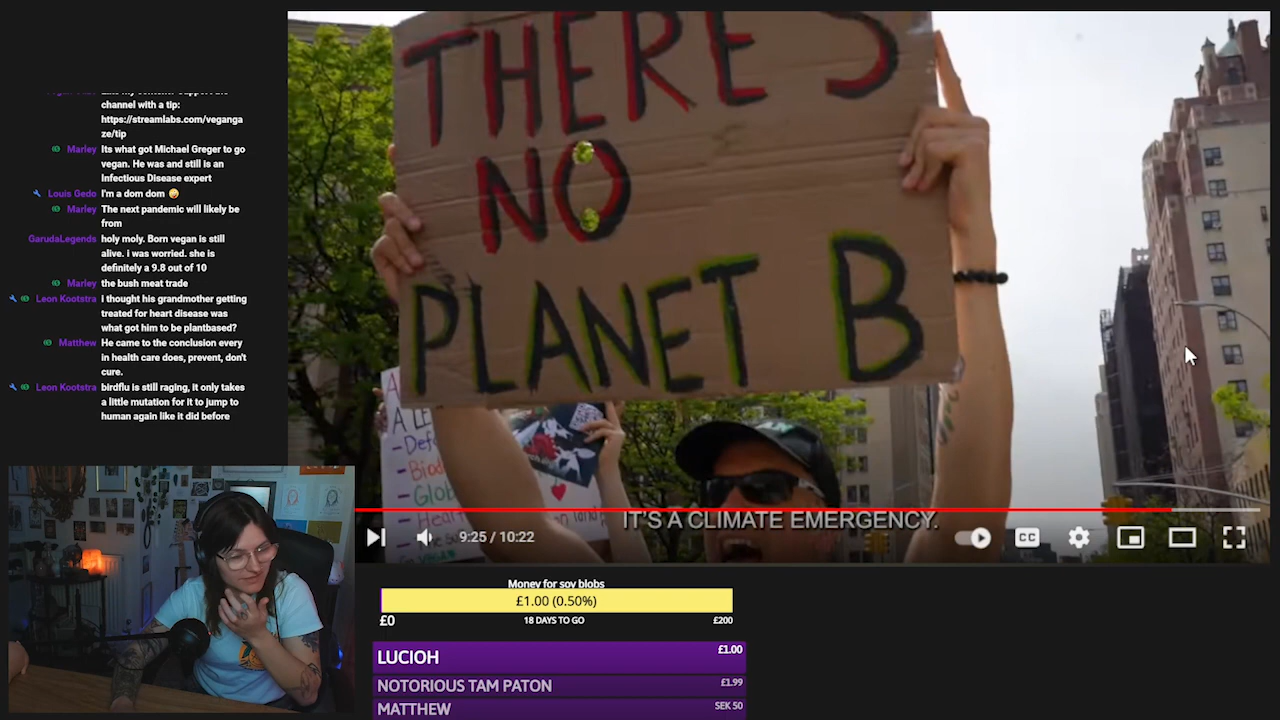 channel with a tip:
https://streamlabs.com/veganga
ze/tip
Marley Its what got Michael Greger to go
vegan. He was and still is an
Infectious Disease expert
Louis Gedo I'm a dom dom 🤪
Marley The next pandemic will likely be
from
GarudaLegends holy moly. Born vegan is still
alive. I was worried. she is
definitely a 9.8 out of 10
Marley the bush meat trade
Leon Kootstra i thought his grandmother getting
treated for heart disease was
what got him to be plantbased?
Matthew He came to the conclusion every
in health care does, prevent, don't
cure.
Leon Kootstra birdflu is still raging, it only takes
a little mutation for it to jump to
human again like it did before
THERE'S
NO
PLANET B
A
A LE
-Def
-Biod
-Glob
-Hear
IT'S A CLIMATE EMERGENCY.
9:25 / 10:22
CC
Money for soy blobs
£1.00 (0.50%)
£0 18 DAYS TO GO £200
LUCIOH £1.00
NOTORIOUS TAM PATON £1.99
MATTHEW SEK 50